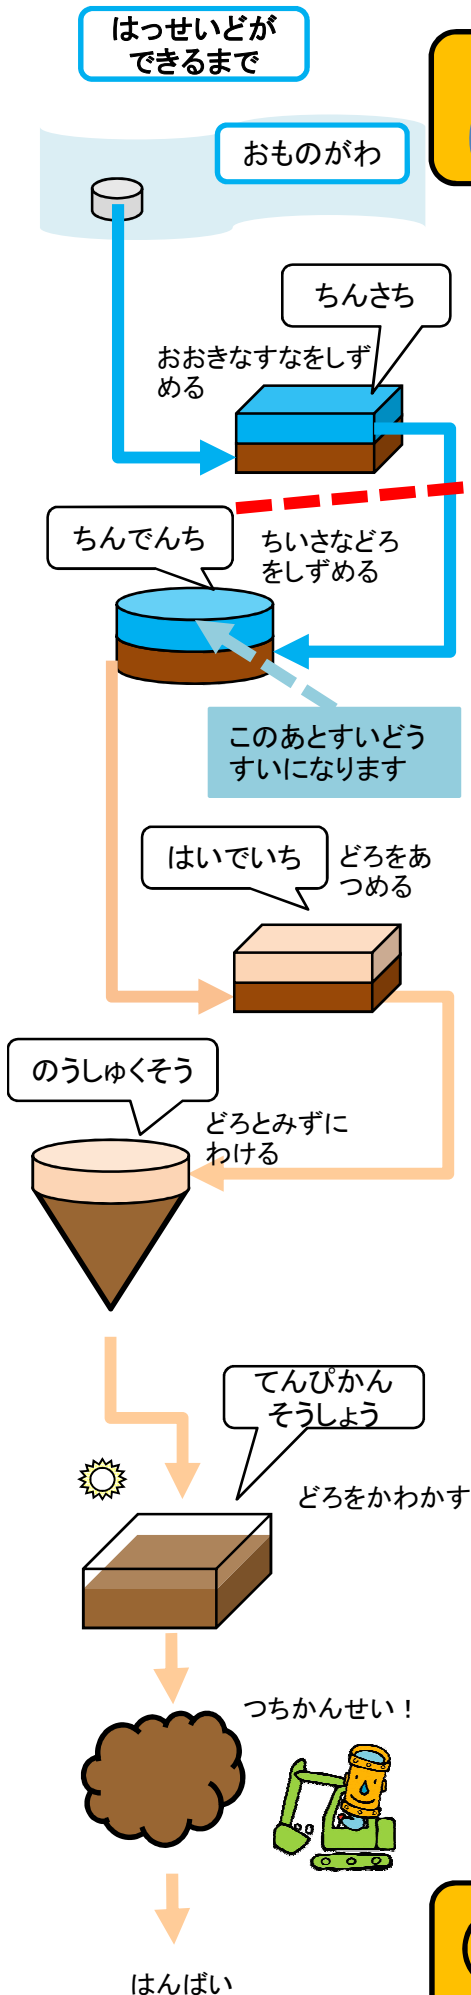 はっせいどが
できるまで
おものがわ
ちんさち
おおきなすなをしず
める
ちんでんち
ちいさなどろ
をしずめる
このあとすいどう
すいになります
はいでいち
どろをあ
つめる
のうしゅくそう
どろとみずに
わける
てんぴかん
そうしょう
どろをかわかす
つちかんせい！
はんばい